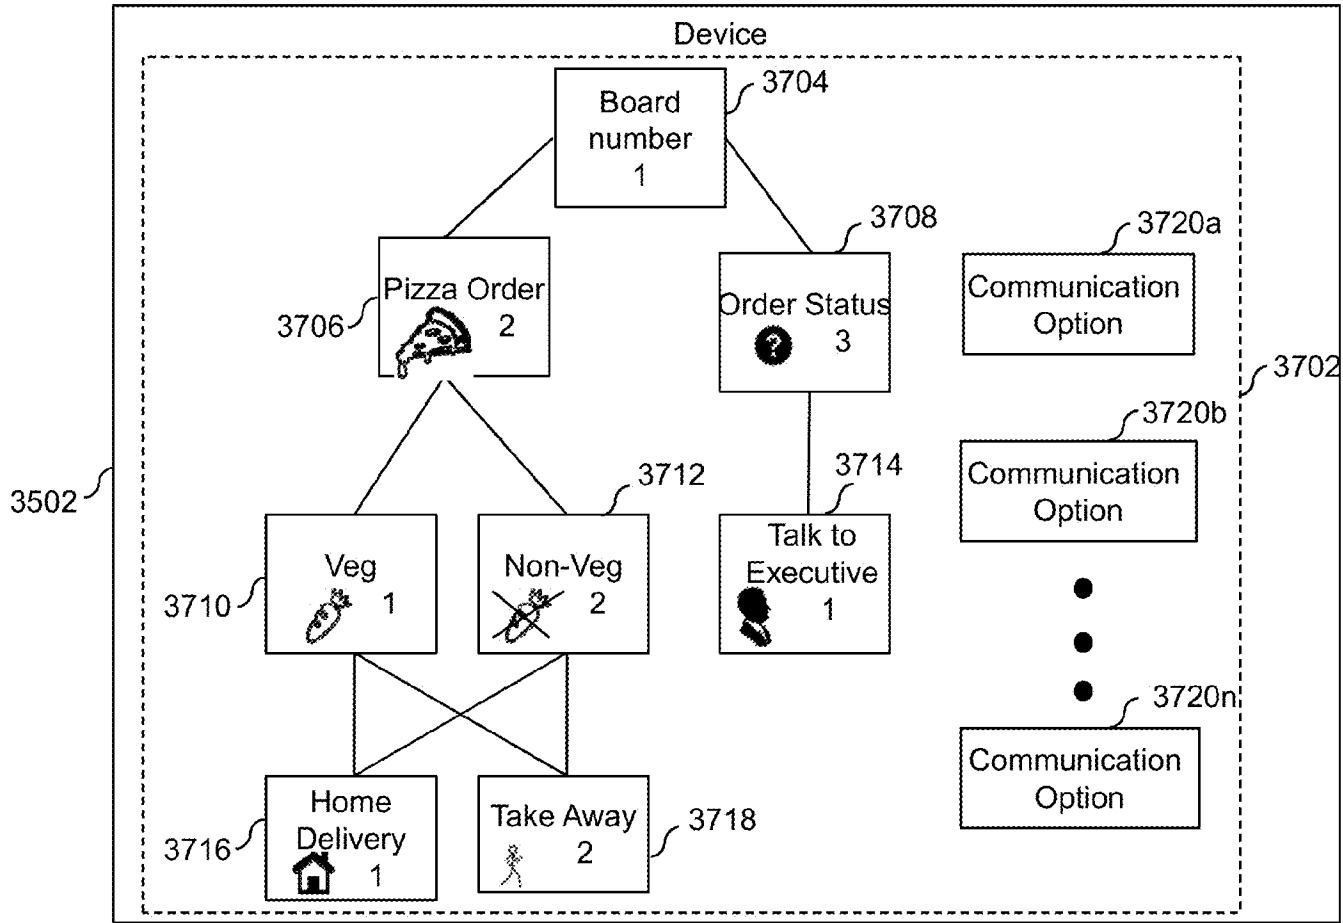 Device
3704
Board
number
1
3708
3720a
Pizza Order
2
3706
Order Status
3
?
Communication
Option
3702
3720b
3502
3712
3714
Communication
Option
Veg
1
3710
Non-Veg
2
Talk to
Executive
1
3720n
Home
Delivery
1
3716
Take Away
2
3718
Communication
Option